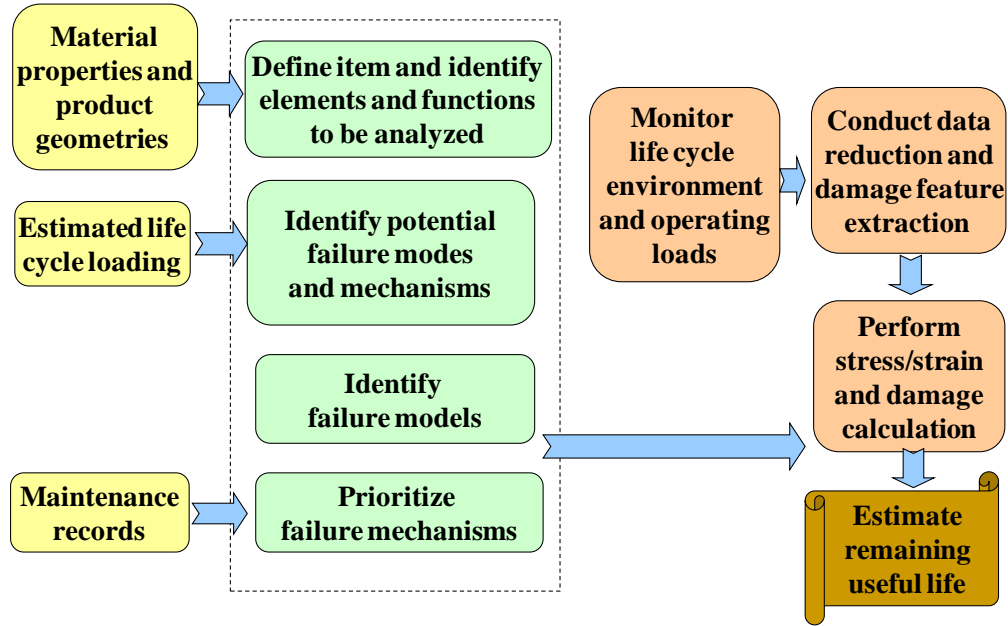 Material
properties and
product
geometries
Define item and identify
elements and functions
to be analyzed
Monitor
life cycle
environment
and operating
loads
Conduct data
reduction and
damage feature
extraction
Estimated life
cycle loading
Identify potential
failure modes
and mechanisms
Perform
stress/strain
and damage
calculation
Identify
failure models
Maintenance
records
Prioritize
failure mechanisms
Estimate
remaining
useful life